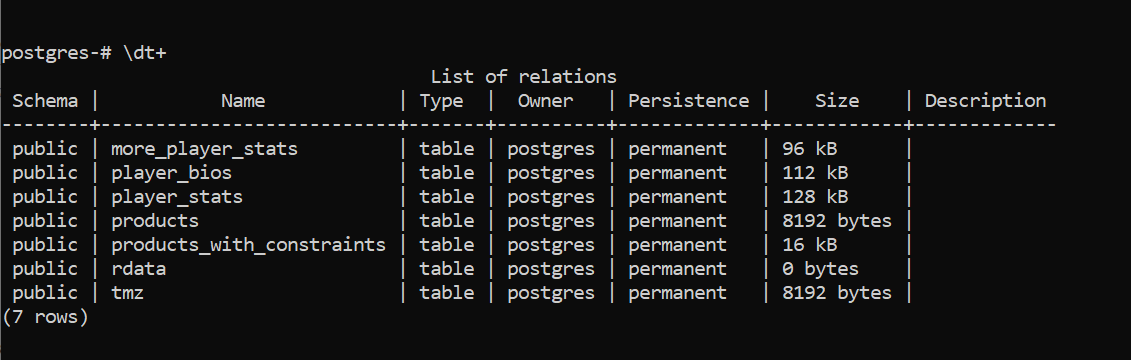 postgres-# \dt+
                                    List of relations
 Schema |           Name            | Type  |  Owner   | Persistence |    Size    | Description
--------+---------------------------+-------+----------+-------------+------------+-------------
 public | more_player_stats         | table | postgres | permanent   | 96 kB      |
 public | player_bios               | table | postgres | permanent   | 112 kB     |
 public | player_stats              | table | postgres | permanent   | 128 kB     |
 public | products                  | table | postgres | permanent   | 8192 bytes |
 public | products_with_constraints | table | postgres | permanent   | 16 kB      |
 public | rdata                     | table | postgres | permanent   | 0 bytes    |
 public | tmz                       | table | postgres | permanent   | 8192 bytes |
(7 rows)